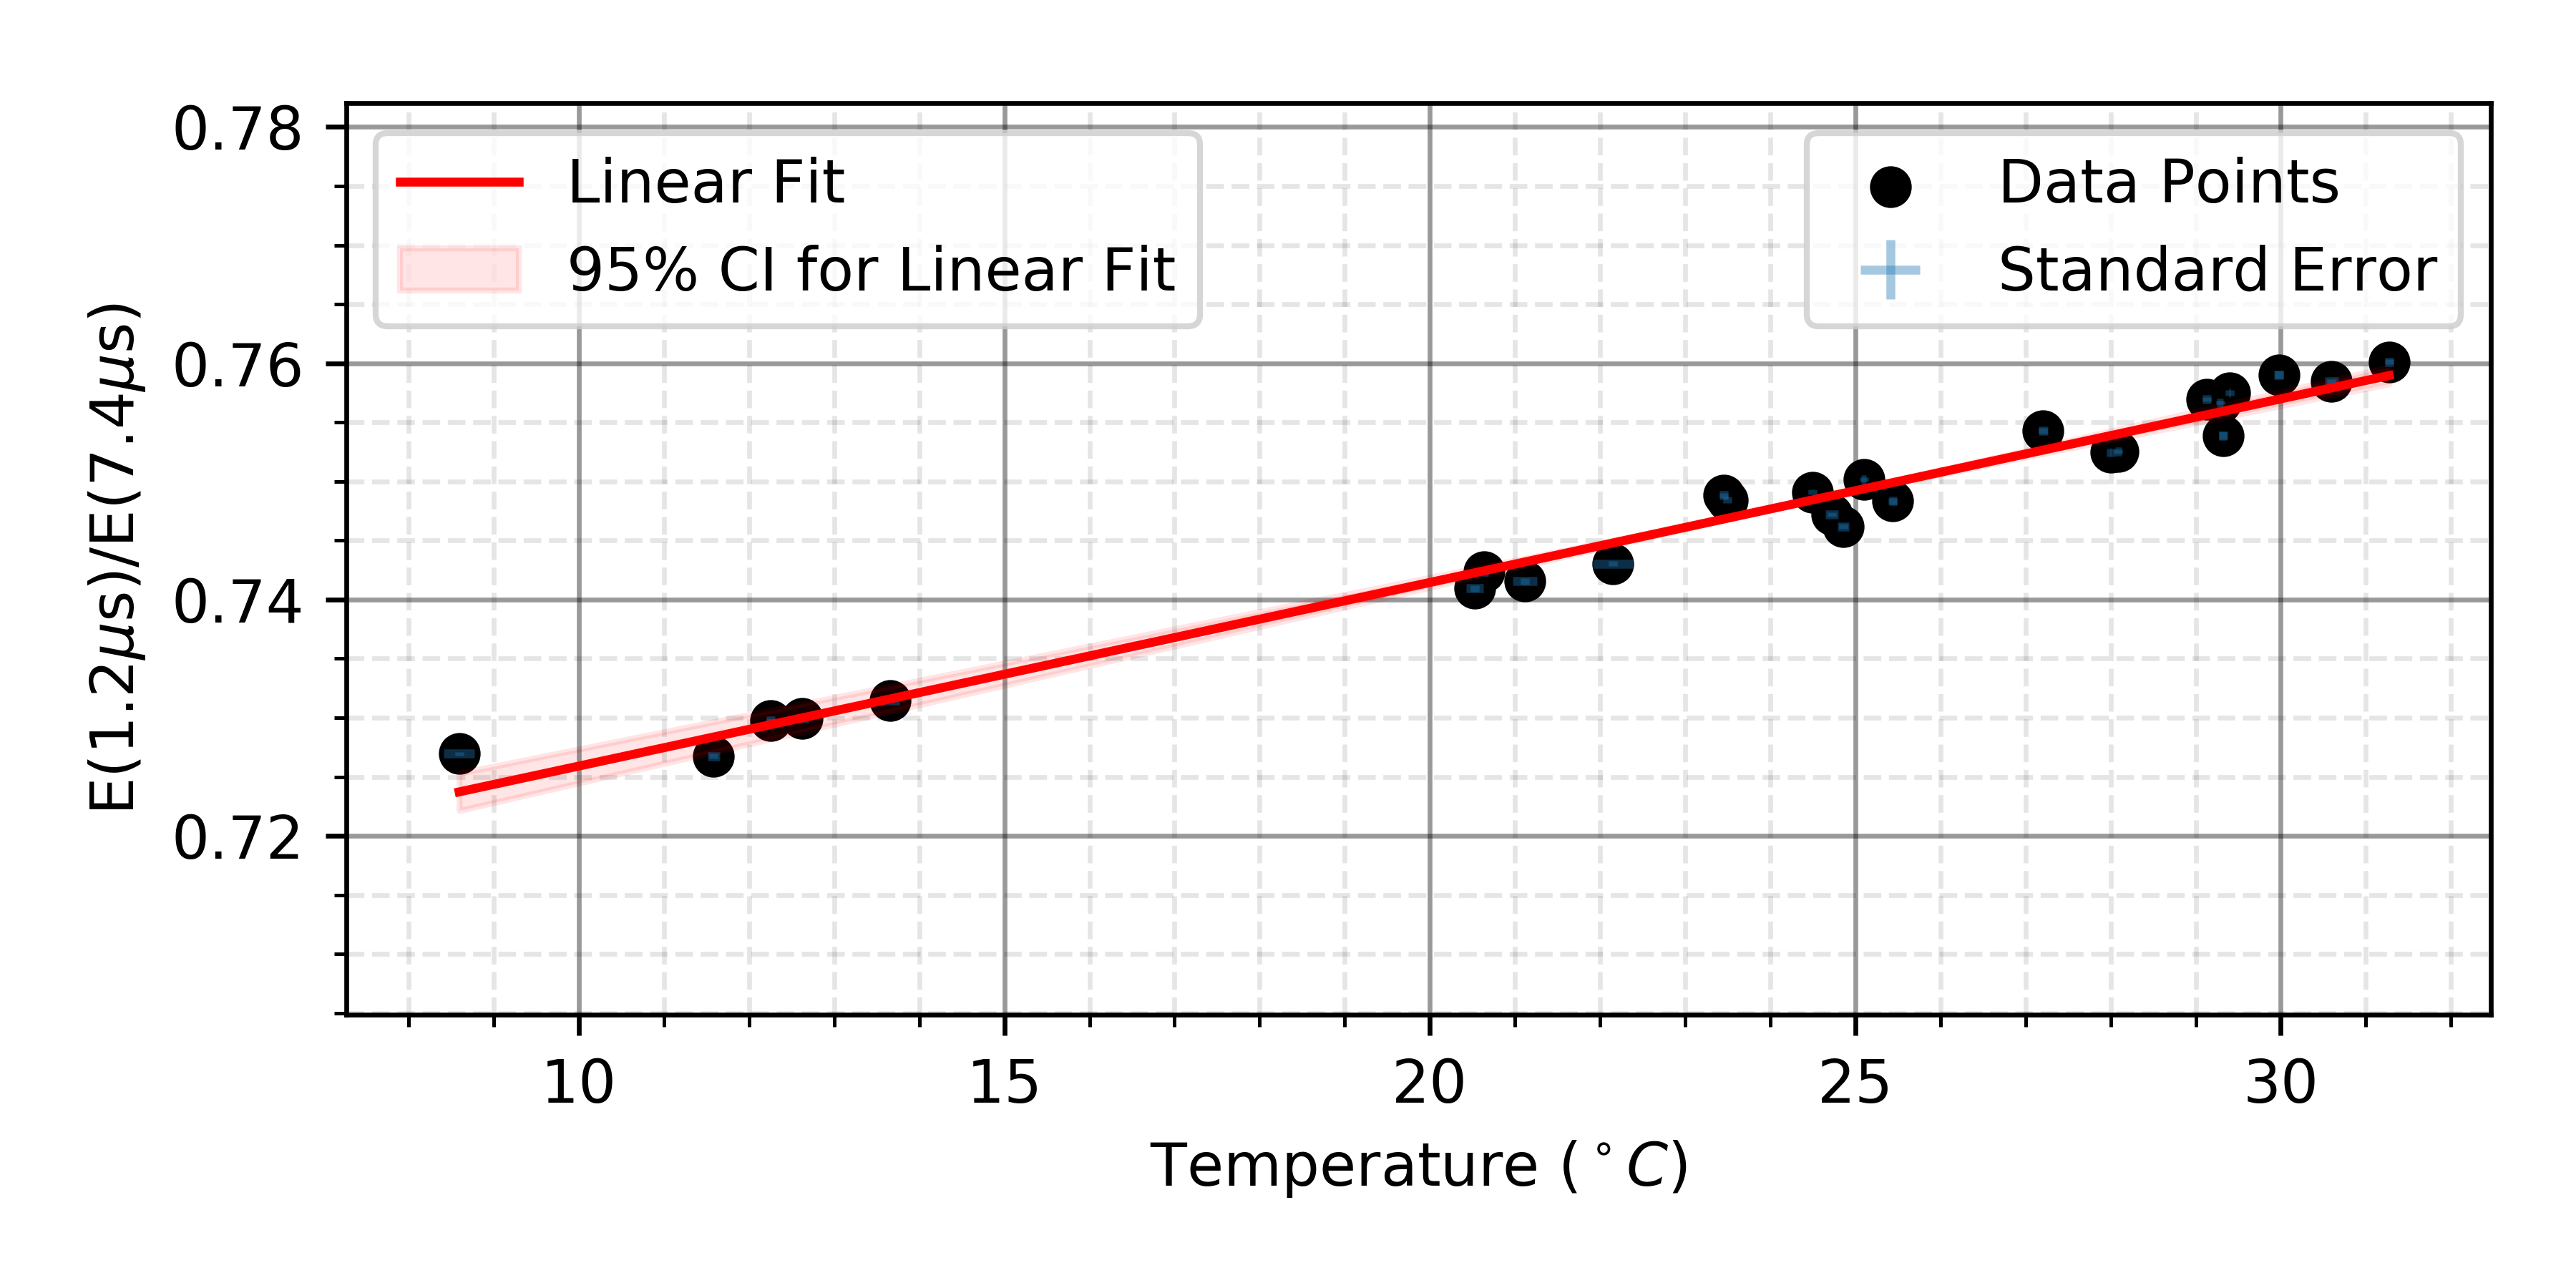 0.78
0.76
0.74
0.72
E(1.2μs)/E(7.4μs)
Linear Fit
95% CI for Linear Fit
Data Points
Standard Error
10 15 20 25 30
Temperature (°C)